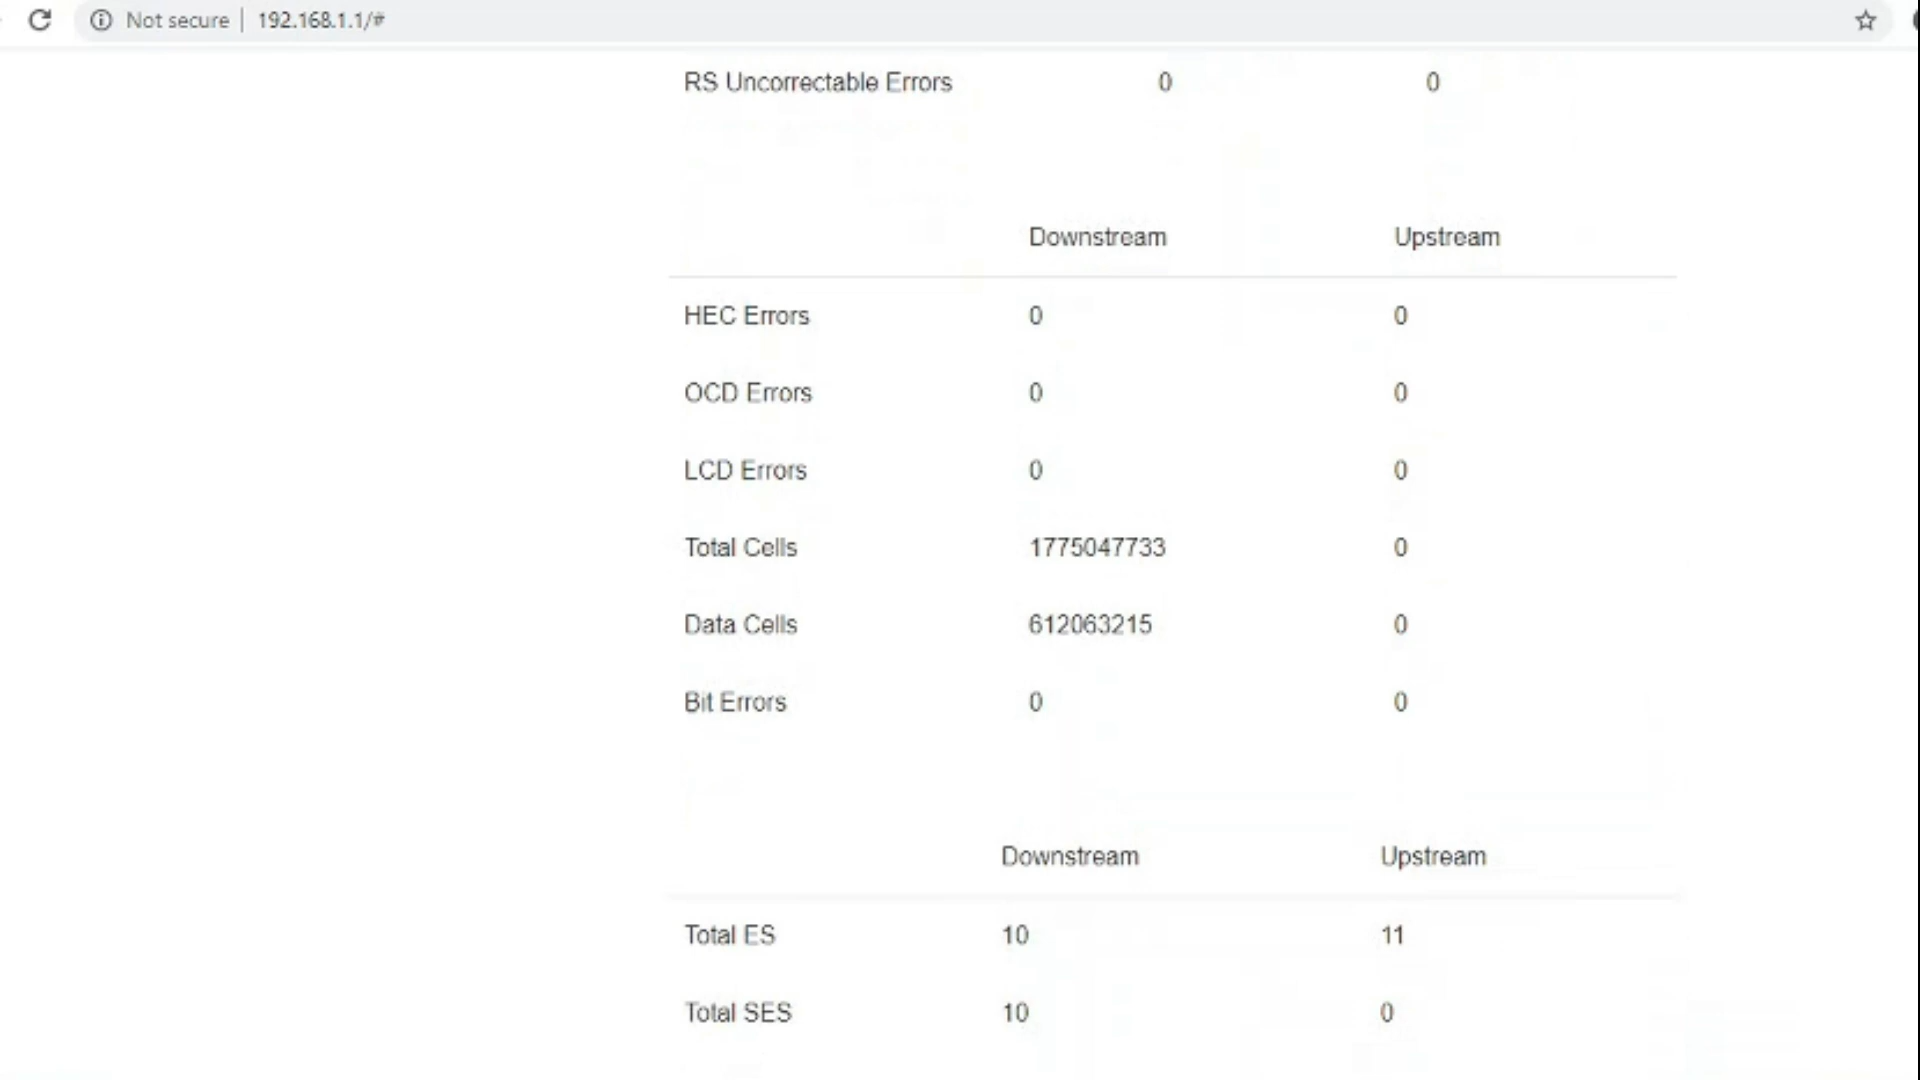 Not secure | 192.168.1.1/#
RS Uncorrectable Errors 0 0
Downstream Upstream
HEC Errors 0 0
OCD Errors 0 0
LCD Errors 0 0
Total Cells 1775047733 0
Data Cells 612063215 0
Bit Errors 0 0
Downstream Upstream
Total ES 10 11
Total SES 10 0